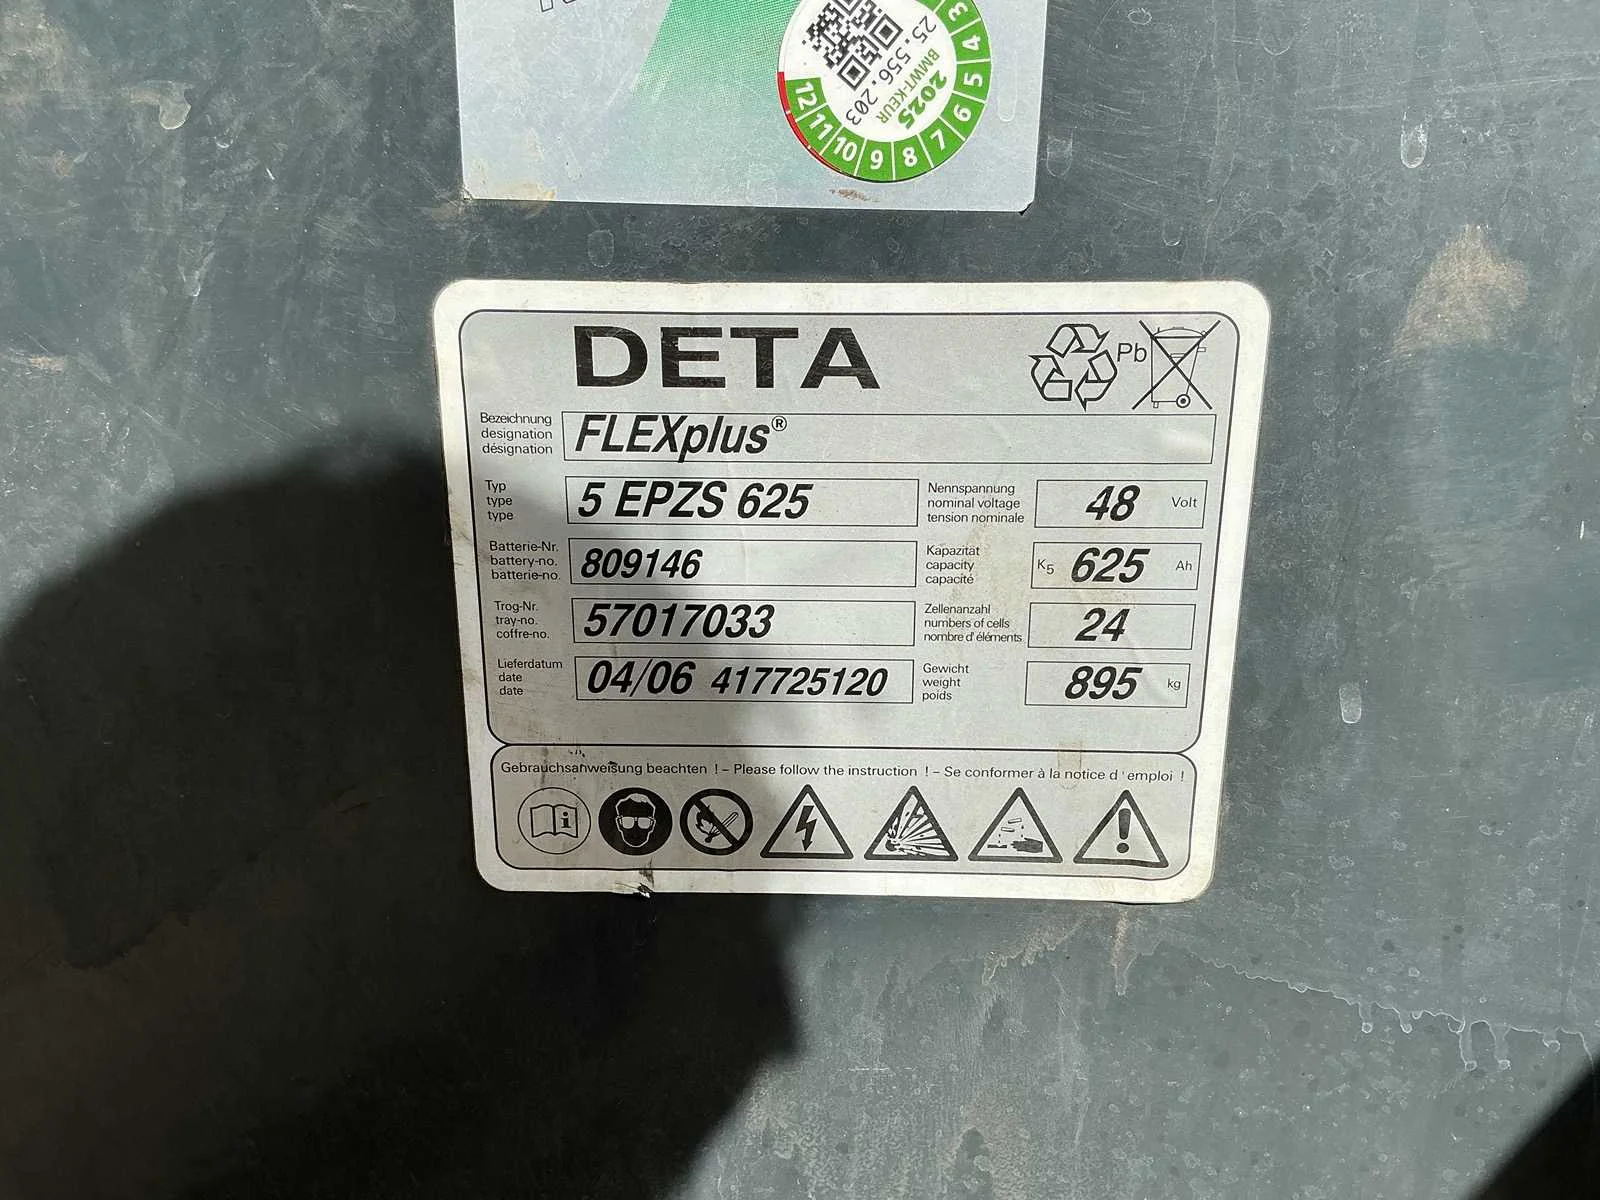 25.556.203
BMWT-KEUR
2025
3 4 5 6 7 8 9 10 11 12
DETA
Pb
Bezeichnung
designation
désignation
FLEXplus®
Typ
type
type
5 EPZS 625
Nennspannung
nominal voltage
tension nominale
48 Volt
Batterie-Nr.
battery-no.
batterie-no.
809146
Kapazität
capacity
capacité
K5 625 Ah
Trog-Nr.
tray-no.
coffre-no.
57017033
Zellenanzahl
numbers of cells
nombre d'éléments
24
Lieferdatum
date
date
04/06 417725120
Gewicht
weight
poids
895 kg
Gebrauchsanweisung beachten ! – Please follow the instruction ! – Se conformer à la notice d'emploi !